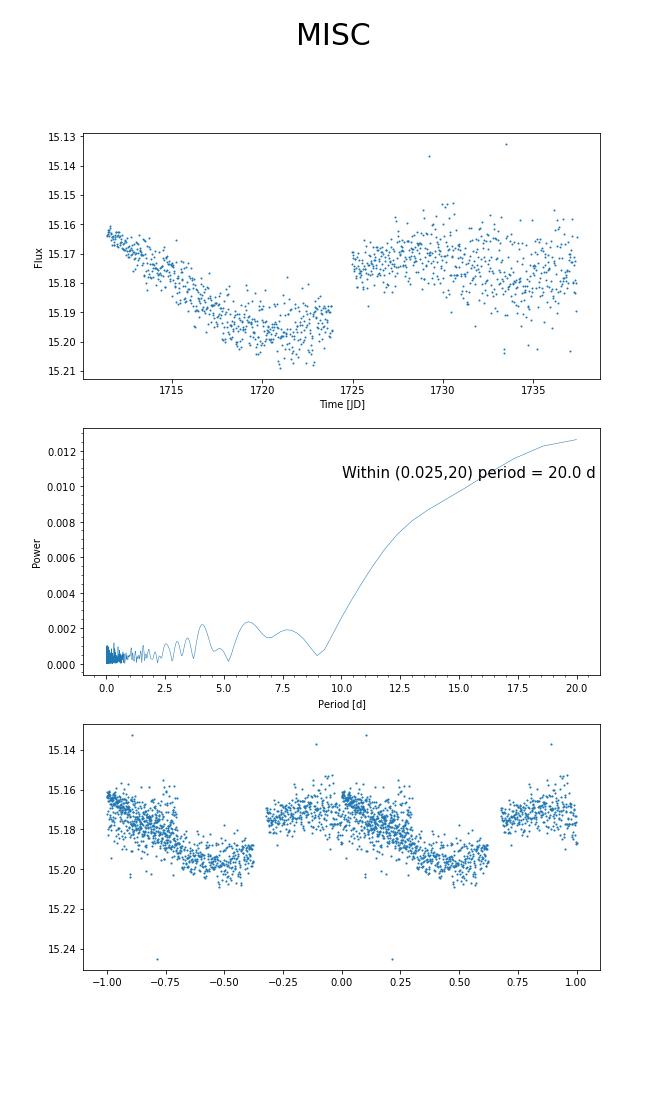 MISC
15.13
15.14
15.15
15.16
15.17
15.18
15.19
15.20
15.21
Flux
1715 1720 1725 1730 1735
Time [JD]
0.012
0.010
0.008
0.006
0.004
0.002
0.000
Power
Within (0.025,20) period = 20.0 d
0.0 2.5 5.0 7.5 10.0 12.5 15.0 17.5 20.0
Period [d]
15.14
15.16
15.18
15.20
15.22
15.24
−1.00 −0.75 −0.50 −0.25 0.00 0.25 0.50 0.75 1.00